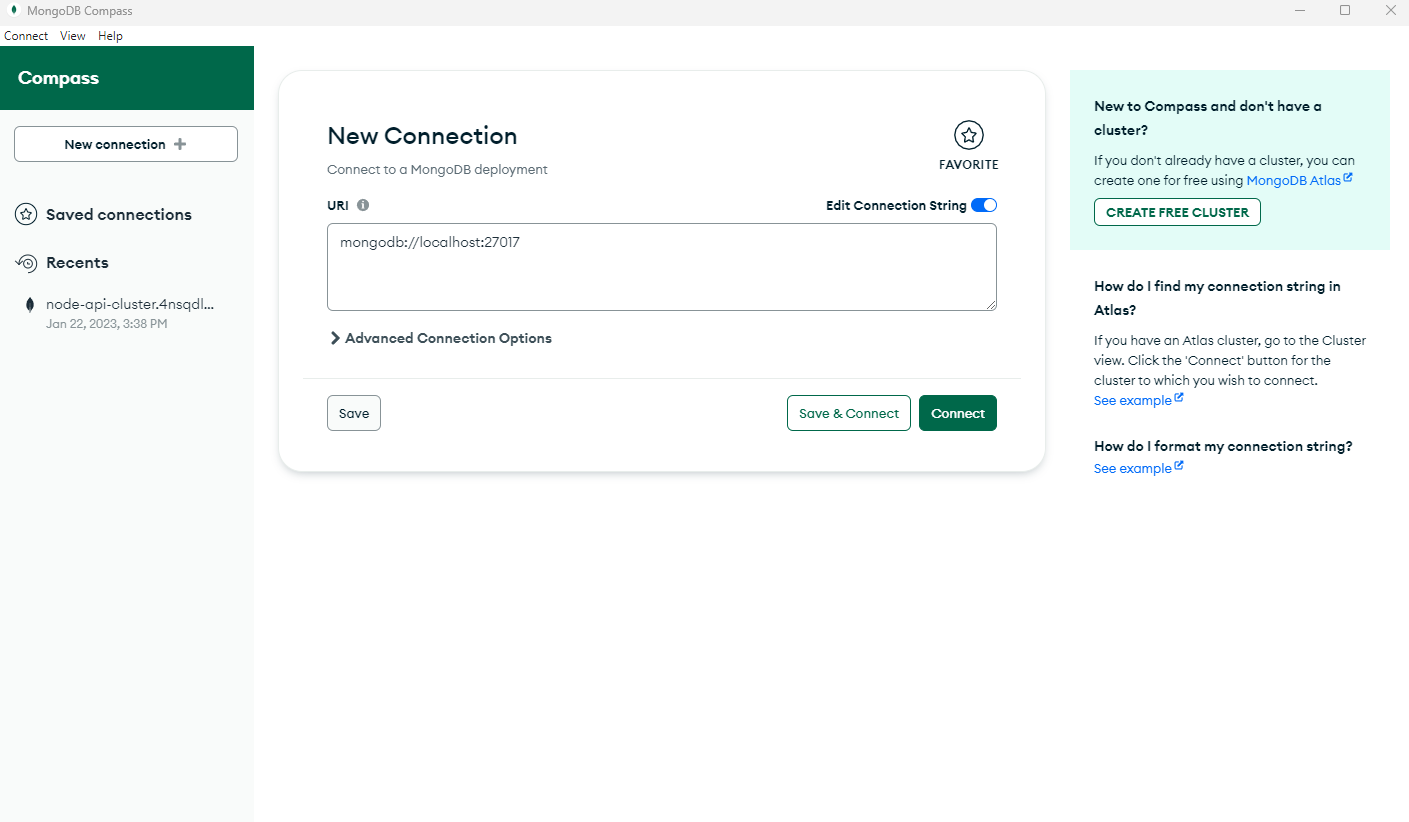 MongoDB Compass
Connect View Help
Compass
New connection
Saved connections
Recents
node-api-cluster.4nsqdl...
Jan 22, 2023, 3:38 PM
New Connection
FAVORITE
Connect to a MongoDB deployment
URI
Edit Connection String
mongodb://localhost:27017
Advanced Connection Options
Save
Save & Connect
Connect
New to Compass and don't have a
cluster?
If you don't already have a cluster, you can
create one for free using MongoDB Atlas
CREATE FREE CLUSTER
How do I find my connection string in
Atlas?
If you have an Atlas cluster, go to the Cluster
view. Click the 'Connect' button for the
cluster to which you wish to connect.
See example
How do I format my connection string?
See example